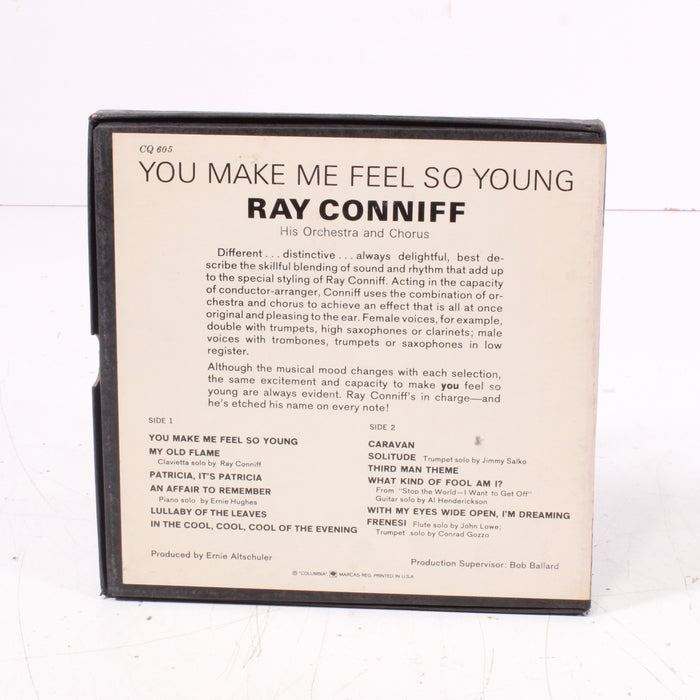 CQ 605
YOU MAKE ME FEEL SO YOUNG
RAY CONNIFF
His Orchestra and Chorus
Different . . . distinctive . . . always delightful, best de-
scribe the skillful blending of sound and rhythm that add up
to the special styling of Ray Conniff. Acting in the capacity
of conductor-arranger, Conniff uses the combination of or-
chestra and chorus to achieve an effect that is all at once
original and pleasing to the ear. Female voices, for example,
double with trumpets, high saxophones or clarinets; male
voices with trombones, trumpets or saxophones in low
register.
Although the musical mood changes with each selection,
the same excitement and capacity to make you feel so
young are always evident. Ray Conniff's in charge—and
he's etched his name on every note!
SIDE 1
YOU MAKE ME FEEL SO YOUNG
MY OLD FLAME
Clavietta solo by Ray Conniff
PATRICIA, IT'S PATRICIA
AN AFFAIR TO REMEMBER
Piano solo by Ernie Hughes
LULLABY OF THE LEAVES
IN THE COOL, COOL, COOL OF THE EVENING
SIDE 2
CARAVAN
SOLITUDE Trumpet solo by Jimmy Salko
THIRD MAN THEME
WHAT KIND OF FOOL AM I?
From "Stop the World—I Want to Get Off"
Guitar solo by Al Henderickson
WITH MY EYES WIDE OPEN, I'M DREAMING
FRENESI Flute solo by John Lowe;
Trumpet solo by Conrad Gozzo
Produced by Ernie Altschuler
Production Supervisor: Bob Ballard
© "COLUMBIA", MARCAS REG. PRINTED IN U.S.A.